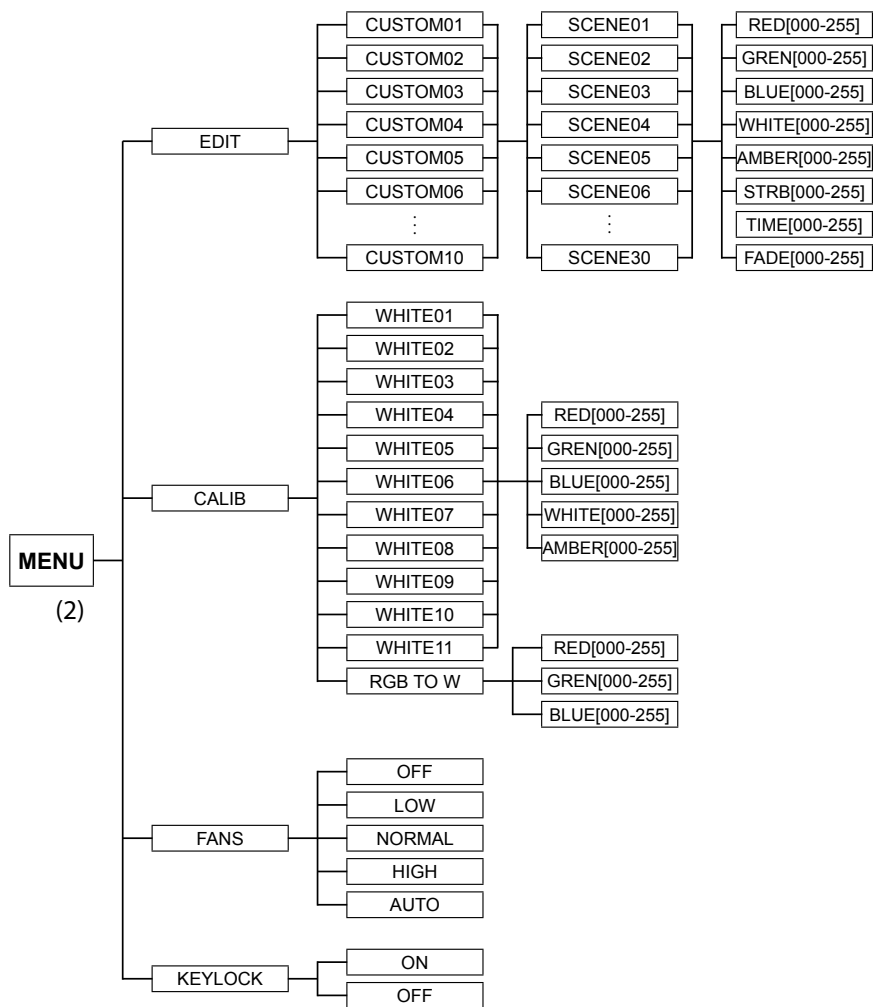 MENU
(2)
EDIT
CUSTOM01
CUSTOM02
CUSTOM03
CUSTOM04
CUSTOM05
CUSTOM06
⋮
CUSTOM10
SCENE01
SCENE02
SCENE03
SCENE04
SCENE05
SCENE06
⋮
SCENE30
RED[000-255]
GREN[000-255]
BLUE[000-255]
WHITE[000-255]
AMBER[000-255]
STRB[000-255]
TIME[000-255]
FADE[000-255]
CALIB
WHITE01
WHITE02
WHITE03
WHITE04
WHITE05
WHITE06
WHITE07
WHITE08
WHITE09
WHITE10
WHITE11
RED[000-255]
GREN[000-255]
BLUE[000-255]
WHITE[000-255]
AMBER[000-255]
RGB TO W
RED[000-255]
GREN[000-255]
BLUE[000-255]
FANS
OFF
LOW
NORMAL
HIGH
AUTO
KEYLOCK
ON
OFF